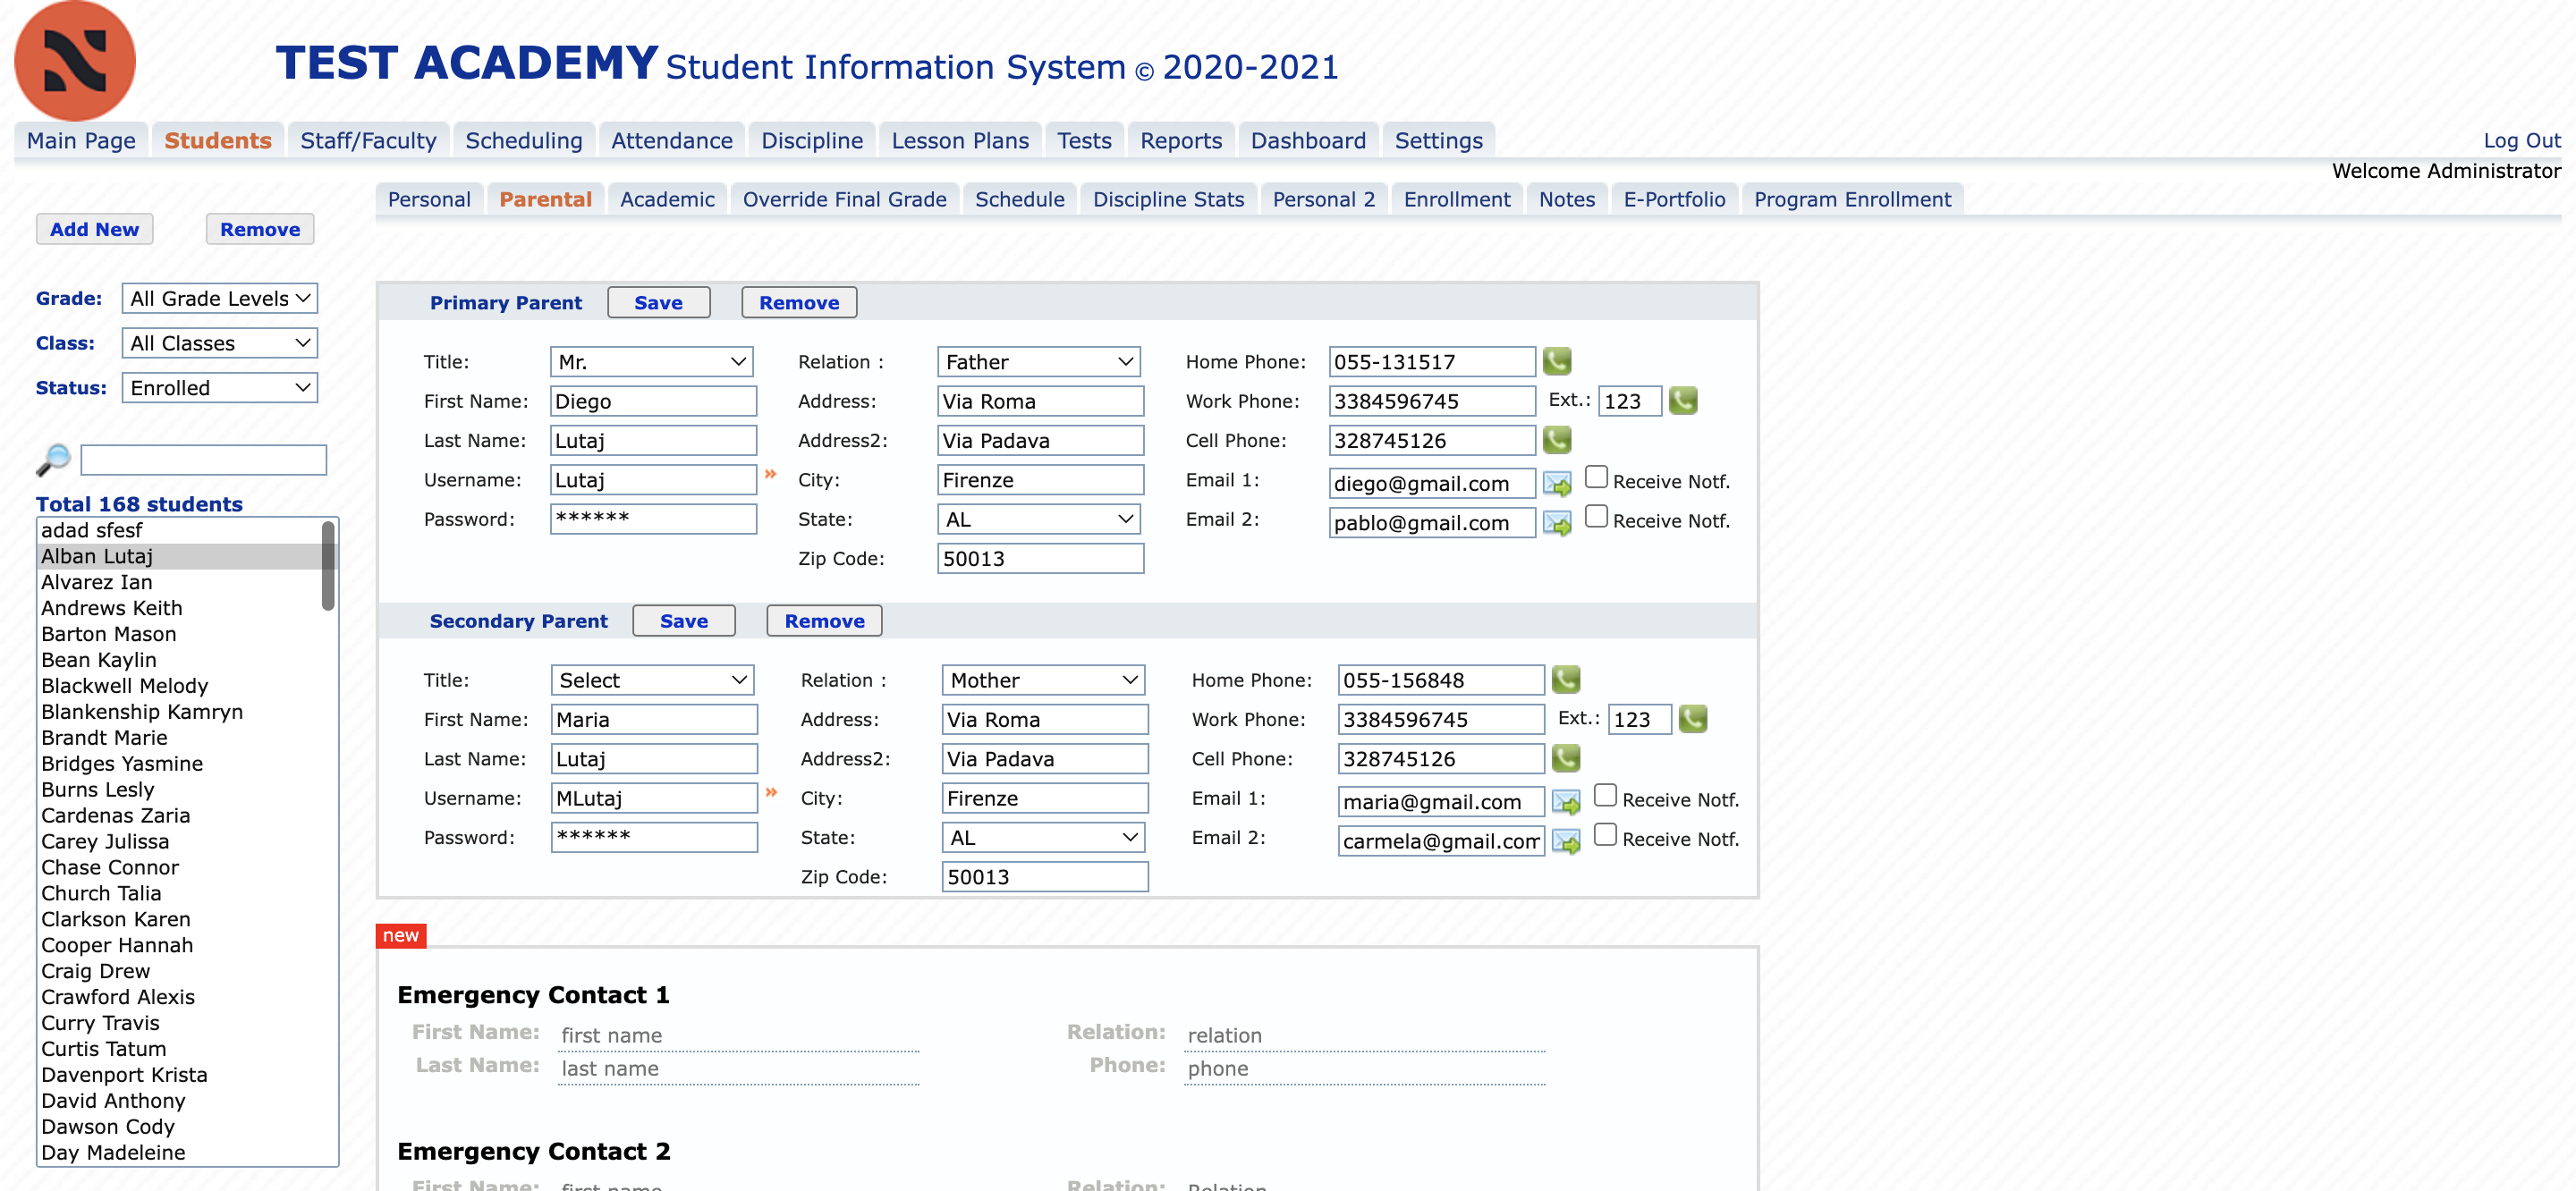 TEST ACADEMY Student Information System © 2020-2021
Main Page Students Staff/Faculty Scheduling Attendance Discipline Lesson Plans Tests Reports Dashboard Settings Log Out
Welcome Administrator
Personal Parental Academic Override Final Grade Schedule Discipline Stats Personal 2 Enrollment Notes E-Portfolio Program Enrollment
Add New Remove
Grade: All Grade Levels
Class: All Classes
Status: Enrolled
Total 168 students
adad sfesf
Alban Lutaj
Alvarez Ian
Andrews Keith
Barton Mason
Bean Kaylin
Blackwell Melody
Blankenship Kamryn
Brandt Marie
Bridges Yasmine
Burns Lesly
Cardenas Zaria
Carey Julissa
Chase Connor
Church Talia
Clarkson Karen
Cooper Hannah
Craig Drew
Crawford Alexis
Curry Travis
Curtis Tatum
Davenport Krista
David Anthony
Dawson Cody
Day Madeleine
Primary Parent Save Remove
Title: Mr. Relation : Father Home Phone: 055-131517
First Name: Diego Address: Via Roma Work Phone: 3384596745 Ext.: 123
Last Name: Lutaj Address2: Via Padava Cell Phone: 328745126
Username: Lutaj » City: Firenze Email 1: diego@gmail.com Receive Notf.
Password: ****** State: AL Email 2: pablo@gmail.com Receive Notf.
Zip Code: 50013
Secondary Parent Save Remove
Title: Select Relation : Mother Home Phone: 055-156848
First Name: Maria Address: Via Roma Work Phone: 3384596745 Ext.: 123
Last Name: Lutaj Address2: Via Padava Cell Phone: 328745126
Username: MLutaj » City: Firenze Email 1: maria@gmail.com Receive Notf.
Password: ****** State: AL Email 2: carmela@gmail.com Receive Notf.
Zip Code: 50013
new
Emergency Contact 1
First Name: first name Relation: relation
Last Name: last name Phone: phone
Emergency Contact 2
First Name: first name Relation: Relation